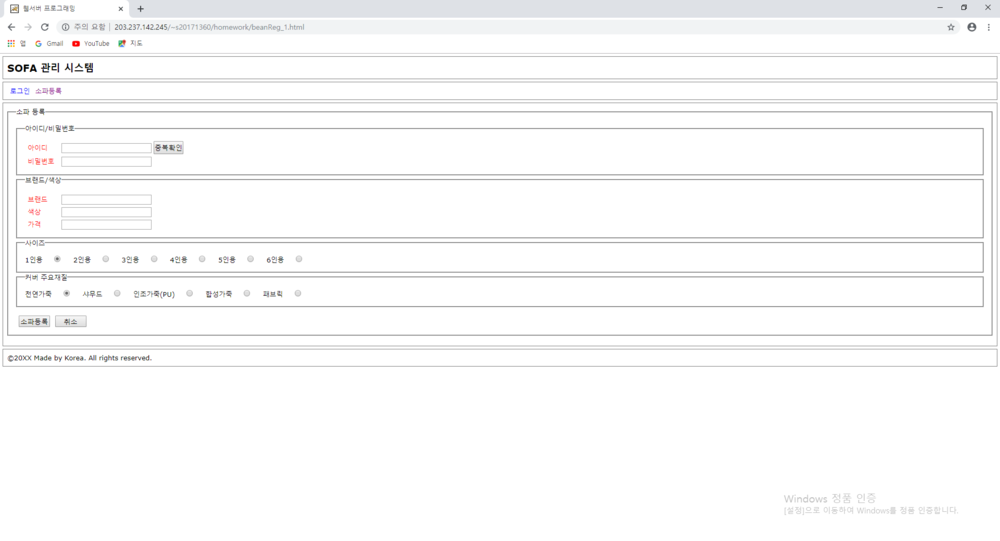 웹서버 프로그래밍
주의 요함 | 203.237.142.245/~s20171360/homework/beanReg_1.html
앱 Gmail YouTube 지도
SOFA 관리 시스템
로그인 소파등록
소파 등록
아이디/비밀번호
아이디 중복확인
비밀번호
브랜드/색상
브랜드
색상
가격
사이즈
1인용 2인용 3인용 4인용 5인용 6인용
커버 주요재질
전면가죽 샤무드 인조가죽(PU) 합성가죽 패브릭
소파등록 취소
©20XX Made by Korea. All rights reserved.
Windows 정품 인증
[설정]으로 이동하여 Windows를 정품 인증합니다.